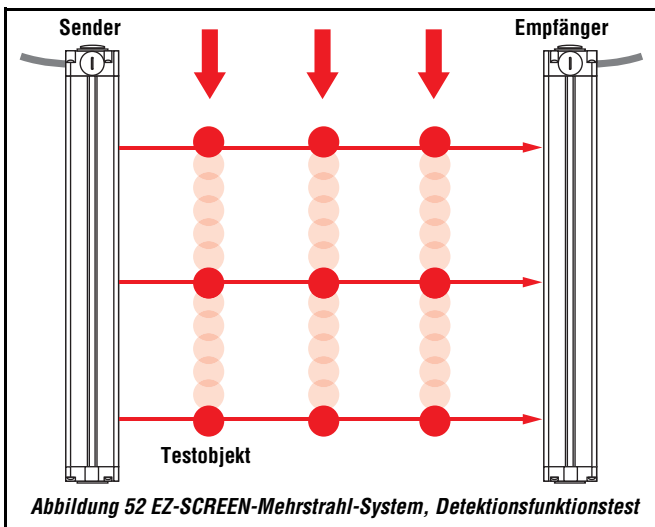 Sender
Empfänger
Testobjekt
Abbildung 52 EZ-SCREEN-Mehrstrahl-System, Detektionsfunktionstest